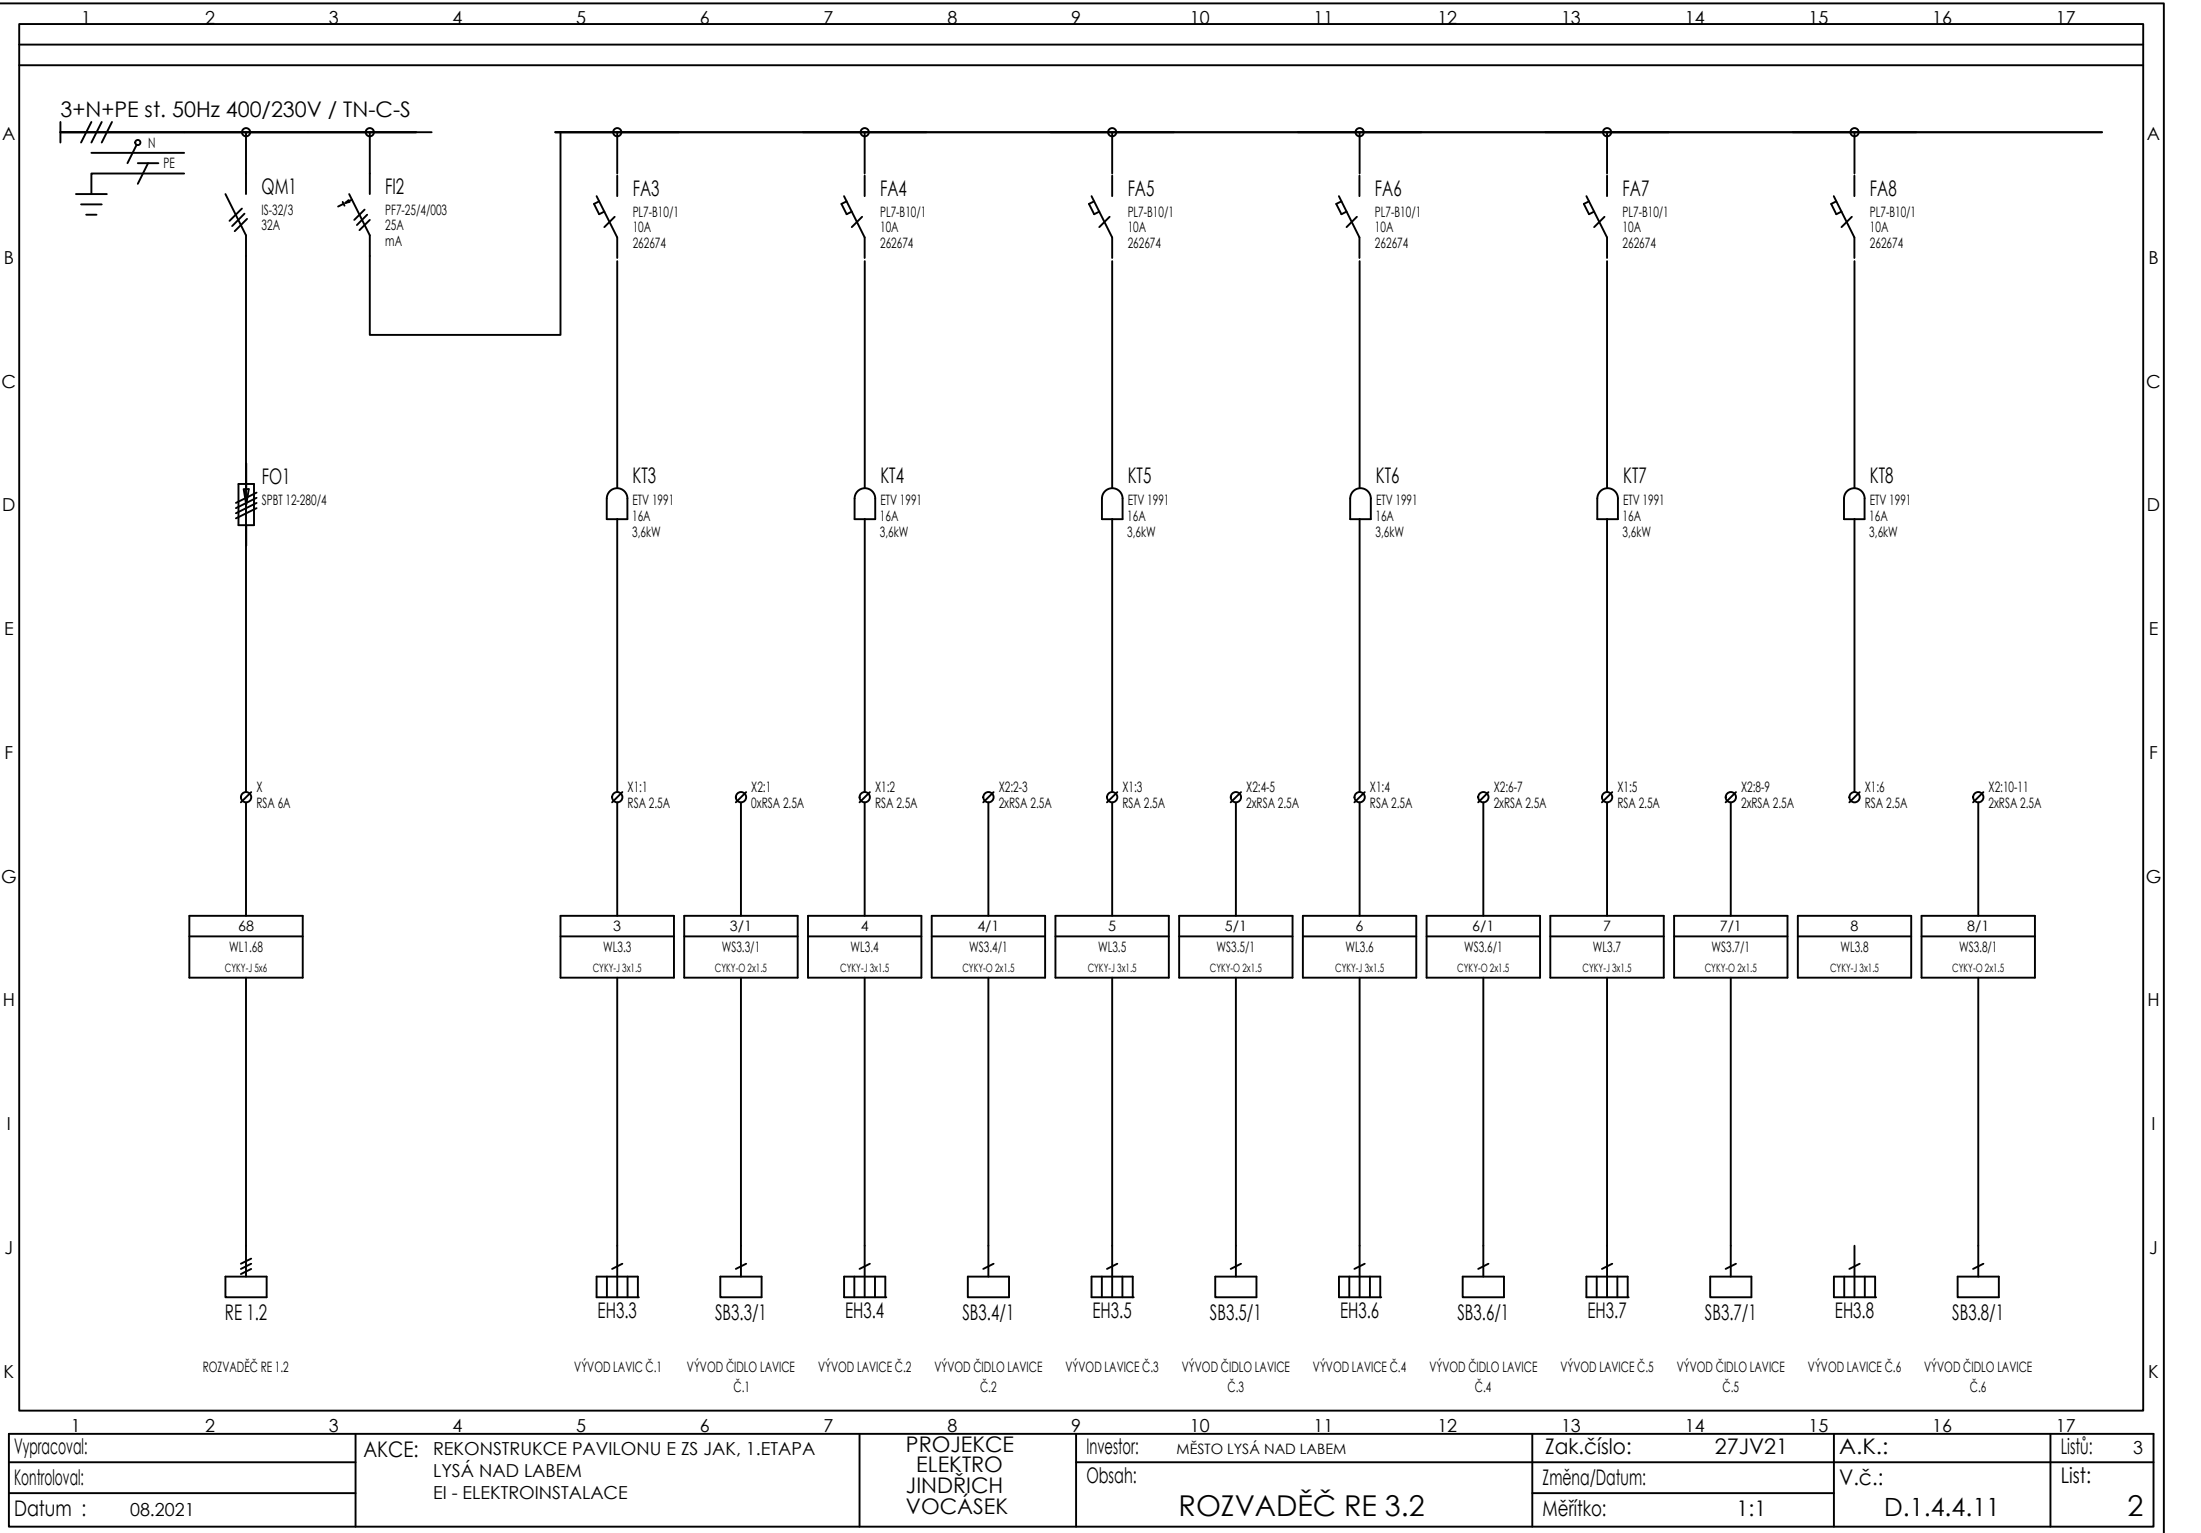 1 2 3 4 5 6 7 8 9 10 11 12 13 14 15 16 17
3+N+PE st. 50Hz 400/230V / TN-C-S
A A
N
PE
QM1
IS-32/3
32A
FI2
PF7-25/4/003
25A
mA
FA3
PL7-B10/1
10A
262674
FA4
PL7-B10/1
10A
262674
FA5
PL7-B10/1
10A
262674
FA6
PL7-B10/1
10A
262674
FA7
PL7-B10/1
10A
262674
FA8
PL7-B10/1
10A
262674
B B
C C
D D
FO1
SPBT 12-280/4
KT3
ETV 1991
16A
3,6kW
KT4
ETV 1991
16A
3,6kW
KT5
ETV 1991
16A
3,6kW
KT6
ETV 1991
16A
3,6kW
KT7
ETV 1991
16A
3,6kW
KT8
ETV 1991
16A
3,6kW
E E
F F
X
RSA 6A
X1:1
RSA 2.5A
X2:1
0xRSA 2.5A
X1:2
RSA 2.5A
X2:2-3
2xRSA 2.5A
X1:3
RSA 2.5A
X2:4-5
2xRSA 2.5A
X1:4
RSA 2.5A
X2:6-7
2xRSA 2.5A
X1:5
RSA 2.5A
X2:8-9
2xRSA 2.5A
X1:6
RSA 2.5A
X2:10-11
2xRSA 2.5A
G G
68
WL1.68
CYKY-J 5x6
3
WL3.3
CYKY-J 3x1.5
3/1
WS3.3/1
CYKY-O 2x1.5
4
WL3.4
CYKY-J 3x1.5
4/1
WS3.4/1
CYKY-O 2x1.5
5
WL3.5
CYKY-J 3x1.5
5/1
WS3.5/1
CYKY-O 2x1.5
6
WL3.6
CYKY-J 3x1.5
6/1
WS3.6/1
CYKY-O 2x1.5
7
WL3.7
CYKY-J 3x1.5
7/1
WS3.7/1
CYKY-O 2x1.5
8
WL3.8
CYKY-J 3x1.5
8/1
WS3.8/1
CYKY-O 2x1.5
H H
I I
J J
RE 1.2
EH3.3
SB3.3/1
EH3.4
SB3.4/1
EH3.5
SB3.5/1
EH3.6
SB3.6/1
EH3.7
SB3.7/1
EH3.8
SB3.8/1
K K
ROZVADĚČ RE 1.2
VÝVOD LAVIC Č.1
VÝVOD ČIDLO LAVICE
Č.1
VÝVOD LAVICE Č.2
VÝVOD ČIDLO LAVICE
Č.2
VÝVOD LAVICE Č.3
VÝVOD ČIDLO LAVICE
Č.3
VÝVOD LAVICE Č.4
VÝVOD ČIDLO LAVICE
Č.4
VÝVOD LAVICE Č.5
VÝVOD ČIDLO LAVICE
Č.5
VÝVOD LAVICE Č.6
VÝVOD ČIDLO LAVICE
Č.6
1 2 3 4 5 6 7 8 9 10 11 12 13 14 15 16 17
Vypracoval:
Kontroloval:
Datum : 08.2021
AKCE: REKONSTRUKCE PAVILONU E ZS JAK, 1.ETAPA
LYSÁ NAD LABEM
EI - ELEKTROINSTALACE
PROJEKCE
ELEKTRO
JINDŘICH
VOCÁSEK
Investor: MĚSTO LYSÁ NAD LABEM
Obsah:
ROZVADĚČ RE 3.2
Zak.číslo: 27JV21
Změna/Datum:
Měřítko: 1:1
A.K.:
V.č.:
D.1.4.4.11
Listů: 3
List:
2